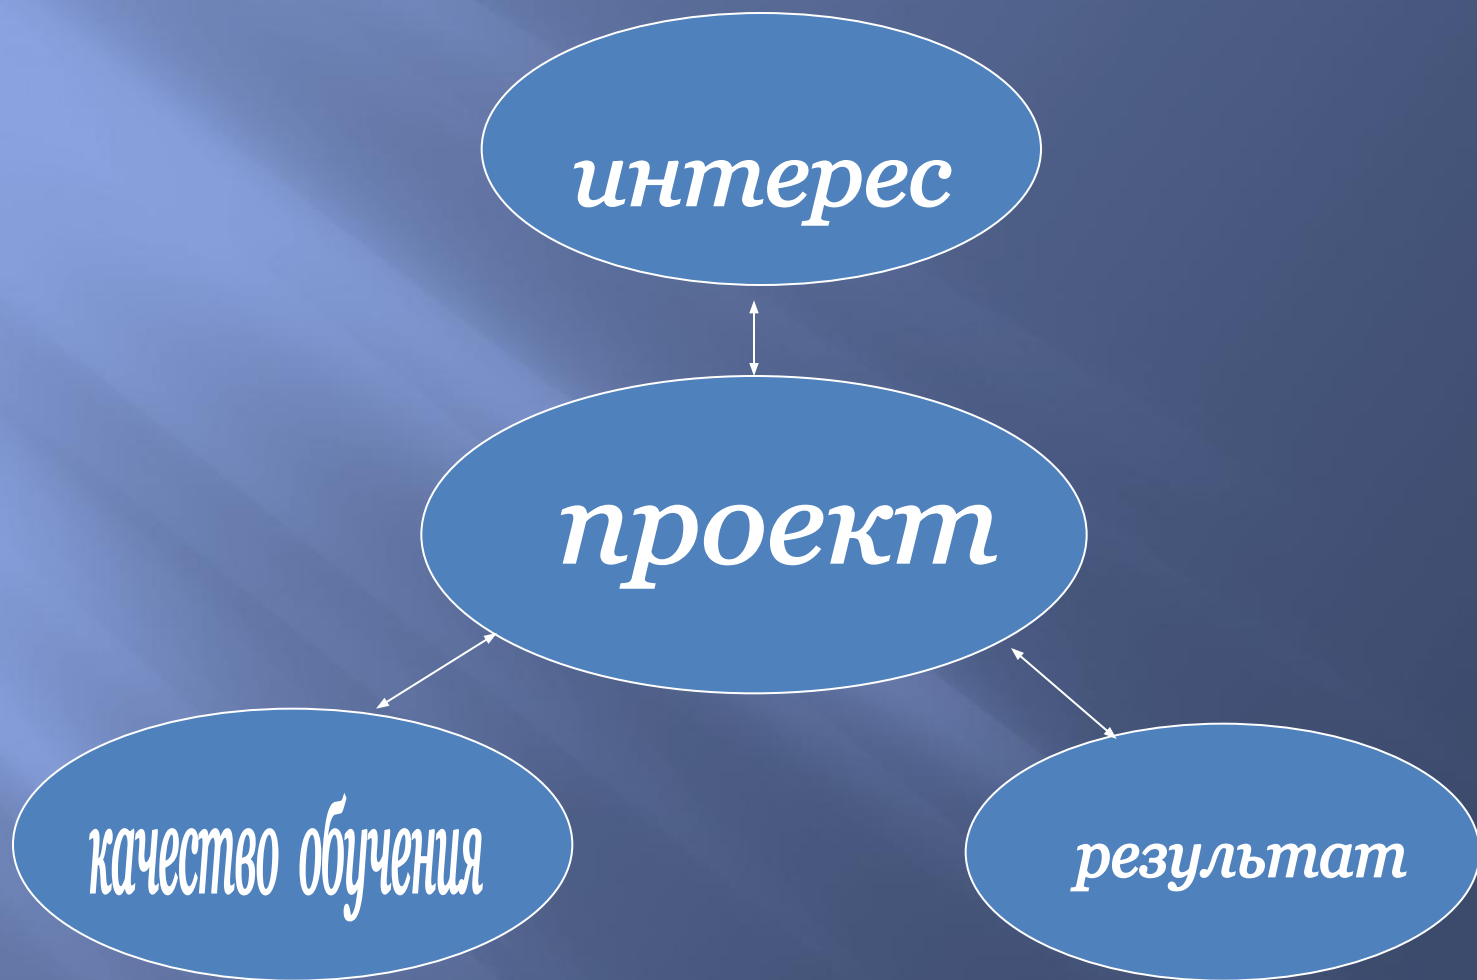 интерес
проект
качество обучения
результат